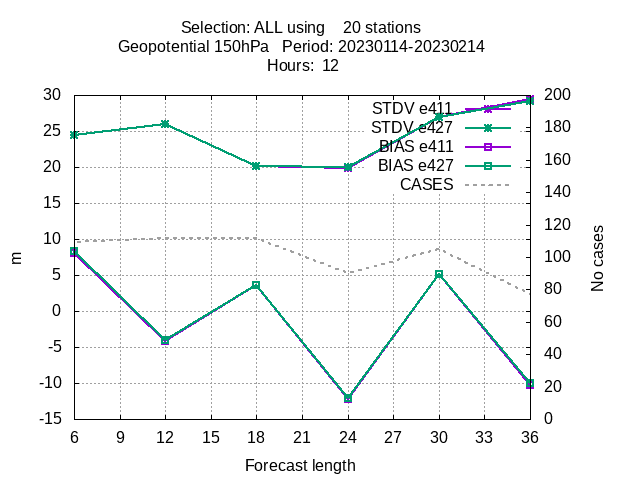 Selection: ALL using    20 stations
Geopotential 150hPa   Period: 20230114-20230214
Hours:  12
30 200
STDV e411
25 180
STDV e427
BIAS e411
20 160
BIAS e427
CASES
15 140
10 120
5 100
0 80
-5 60
-10 40
-15 20
0
m
No cases
6 9 12 15 18 21 24 27 30 33 36
Forecast length